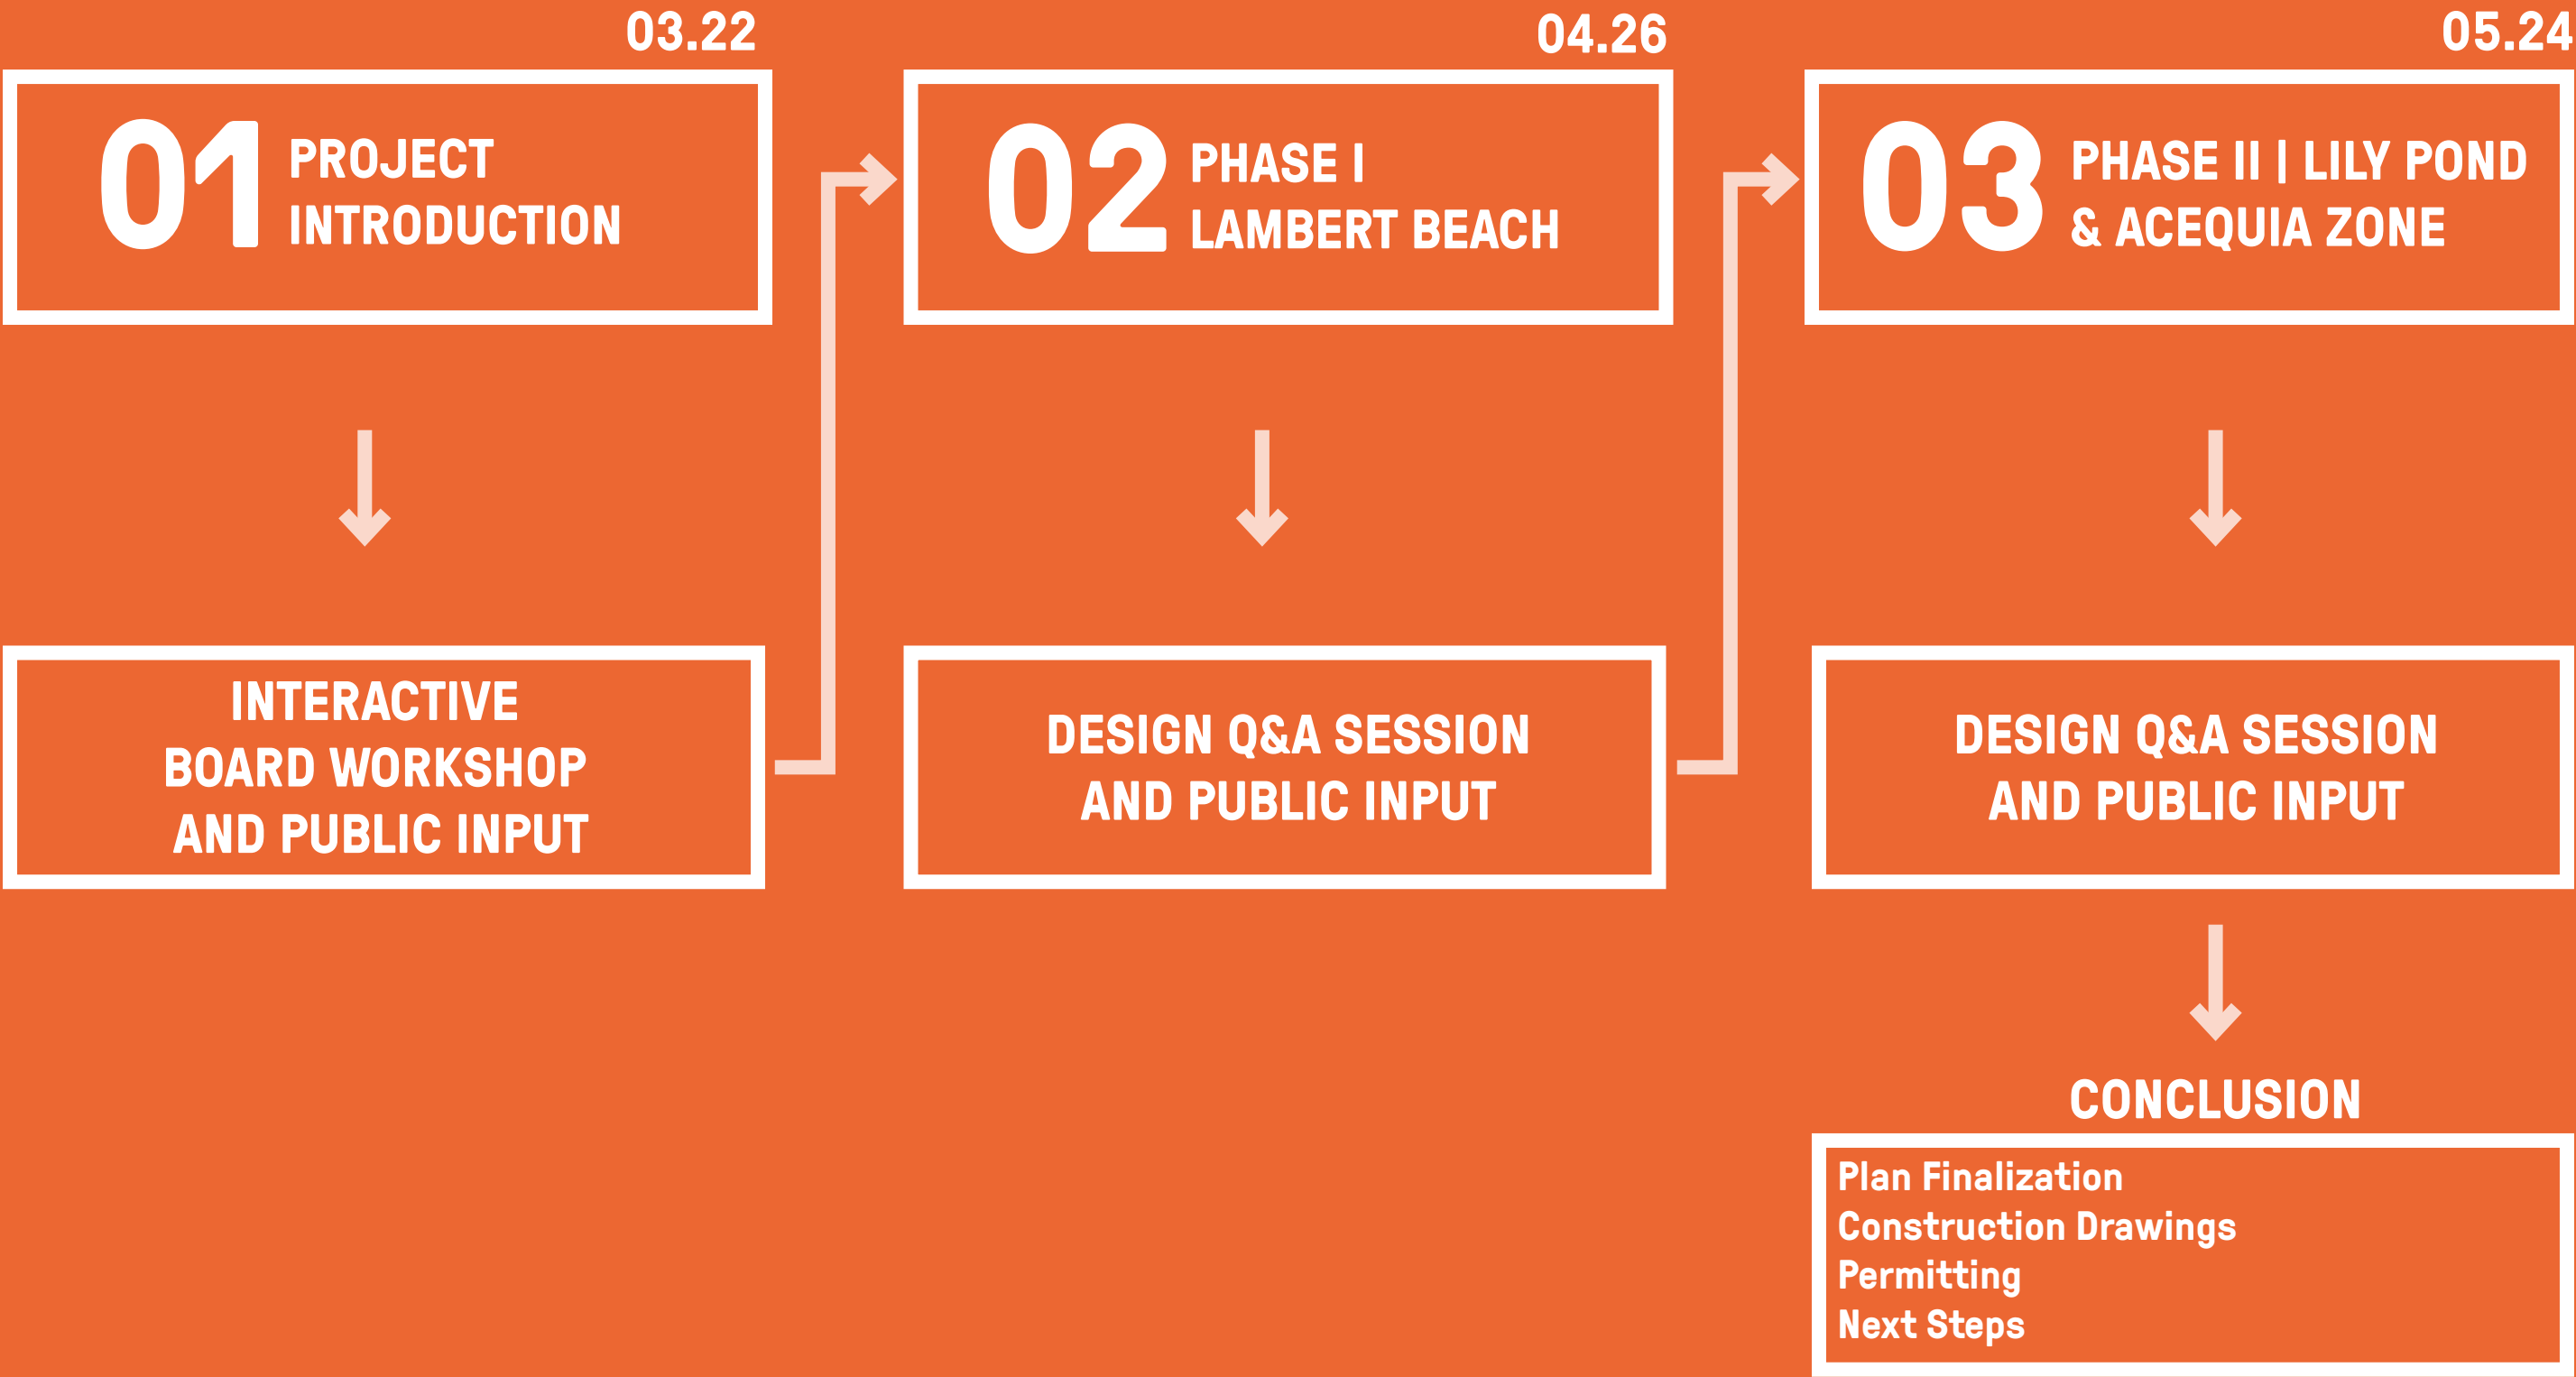 03.22
01 PROJECT
INTRODUCTION
INTERACTIVE
BOARD WORKSHOP
AND PUBLIC INPUT
04.26
02 PHASE I
LAMBERT BEACH
DESIGN Q&A SESSION
AND PUBLIC INPUT
05.24
03 PHASE II | LILY POND
& ACEQUIA ZONE
DESIGN Q&A SESSION
AND PUBLIC INPUT
CONCLUSION
Plan Finalization
Construction Drawings
Permitting
Next Steps